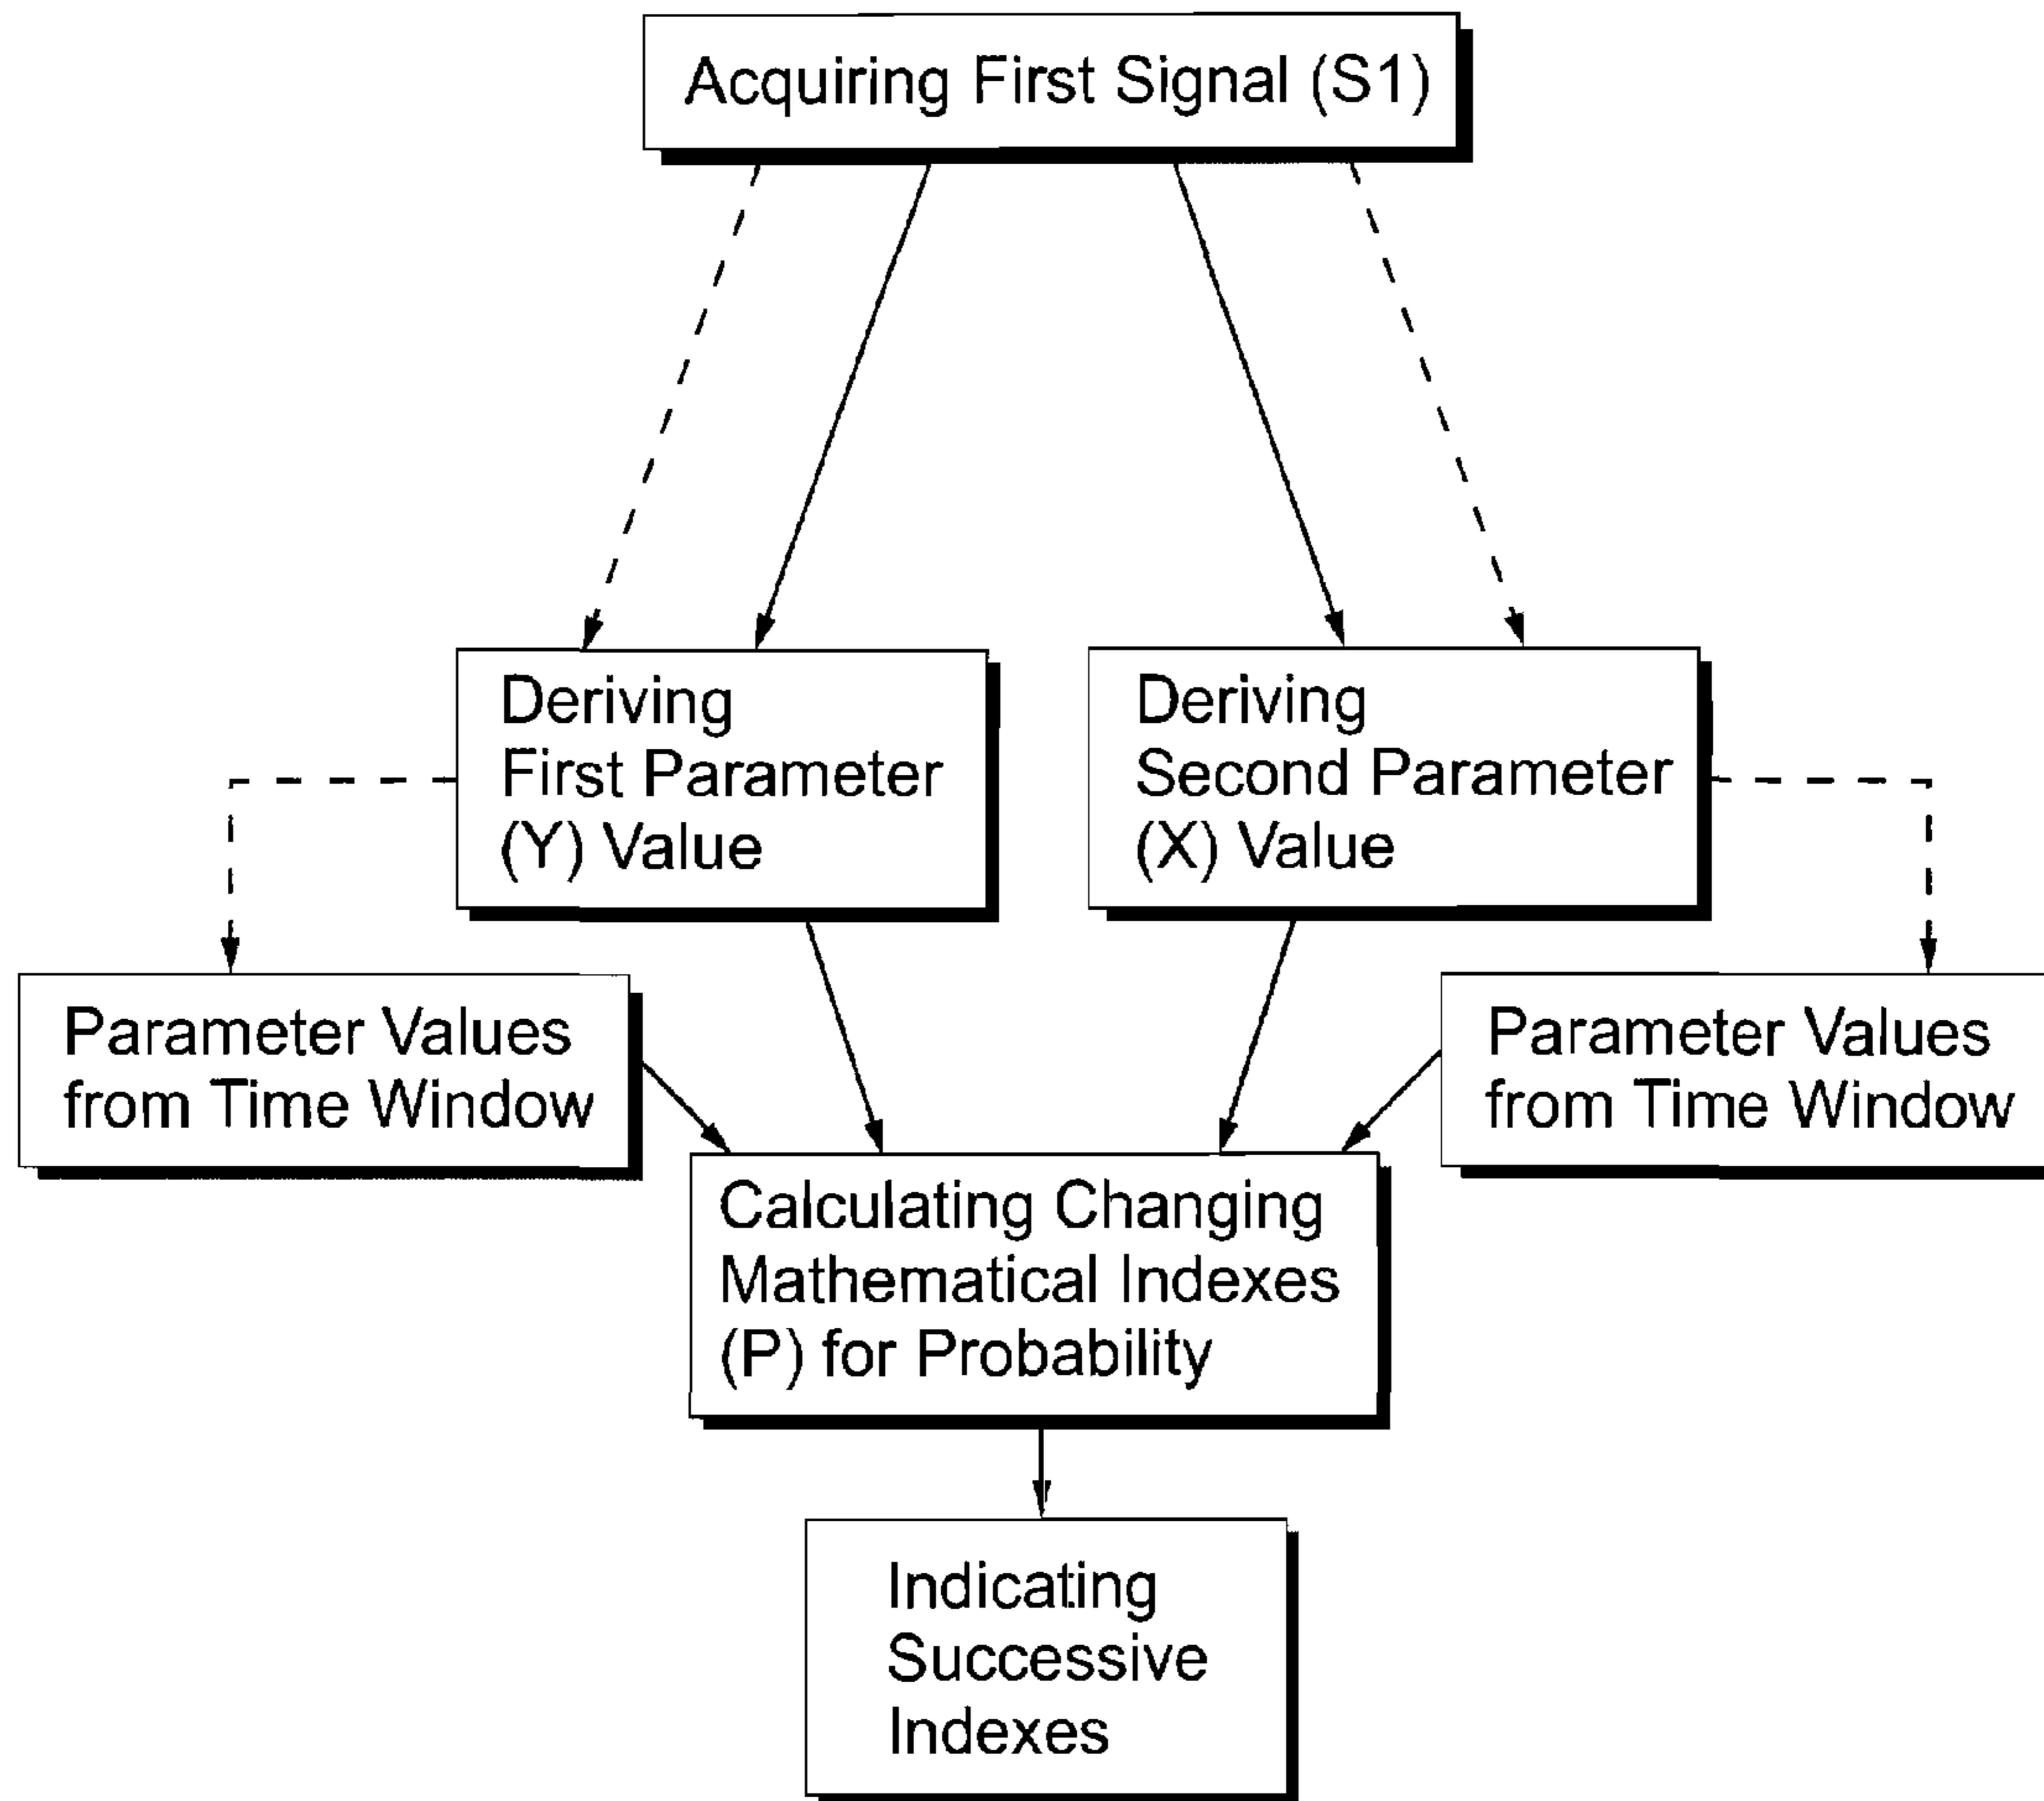 Acquiring First Signal (S1)
Deriving
First Parameter
(Y) Value
Deriving
Second Parameter
(X) Value
Parameter Values
from Time Window
Parameter Values
from Time Window
Calculating Changing
Mathematical Indexes
(P) for Probability
Indicating
Successive
Indexes